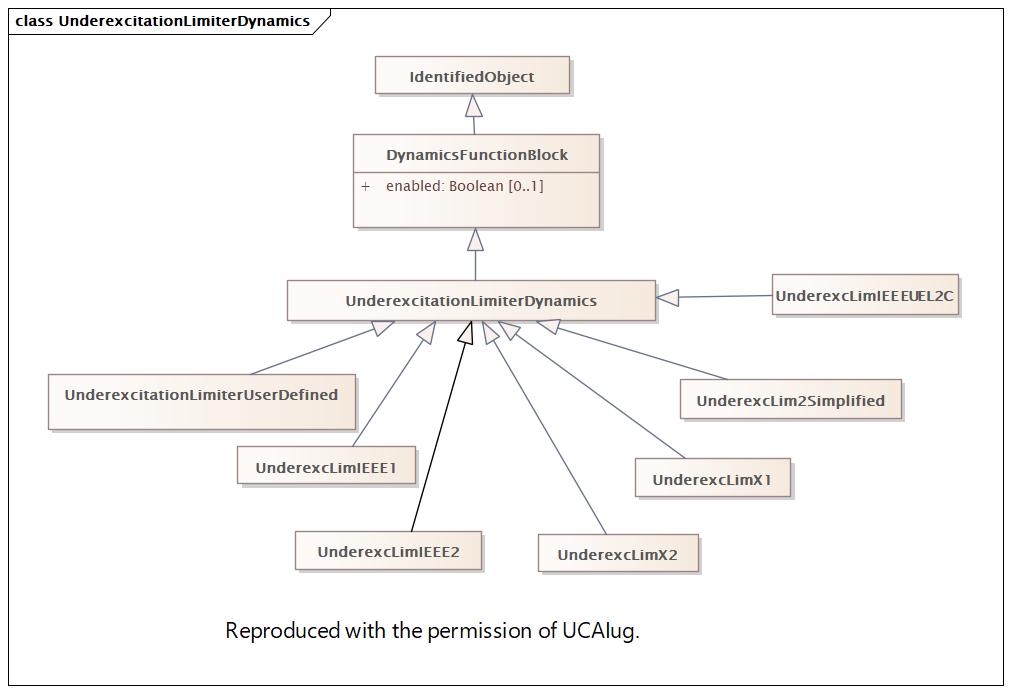 class UnderexcitationLimiterDynamics
IdentifiedObject
DynamicsFunctionBlock
+ enabled: Boolean [0..1]
UnderexcitationLimiterDynamics
UnderexcLimIEEEUEL2C
UnderexcitationLimiterUserDefined
UnderexcLim2Simplified
UnderexcLimIEEE1
UnderexcLimX1
UnderexcLimIEEE2
UnderexcLimX2
Reproduced with the permission of UCAIug.